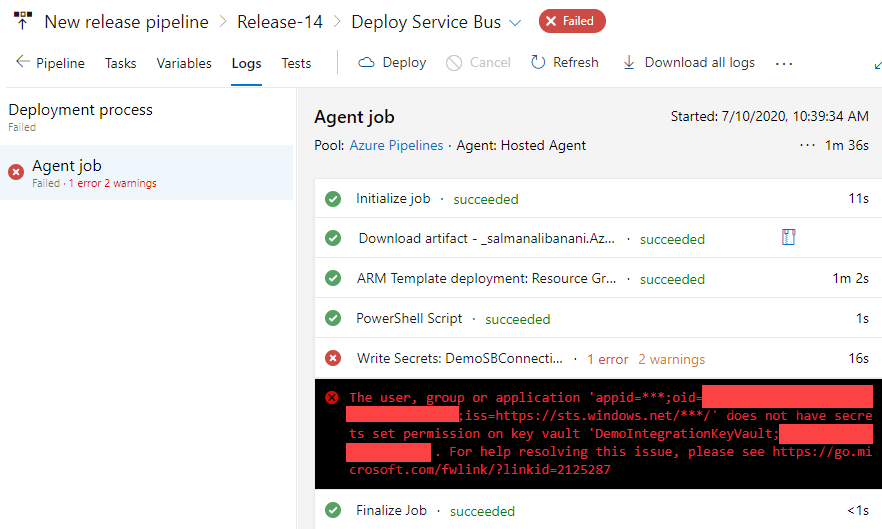 New release pipeline > Release-14 > Deploy Service Bus Failed
Pipeline Tasks Variables Logs Tests Deploy Cancel Refresh Download all logs ...
Deployment process
Failed
Agent job
Failed · 1 error 2 warnings
Agent job Started: 7/10/2020, 10:39:34 AM
Pool: Azure Pipelines · Agent: Hosted Agent ... 1m 36s
Initialize job · succeeded 11s
Download artifact - _salmanalibanani.Az... · succeeded
ARM Template deployment: Resource Gr... · succeeded 1m 2s
PowerShell Script · succeeded 1s
Write Secrets: DemoSBConnecti... · 1 error 2 warnings 16s
The user, group or application 'appid=***;oid=
;iss=https://sts.windows.net/***/' does not have secre
ts set permission on key vault 'DemoIntegrationKeyVault;
. For help resolving this issue, please see https://go.mi
crosoft.com/fwlink/?linkid=2125287
Finalize Job · succeeded <1s